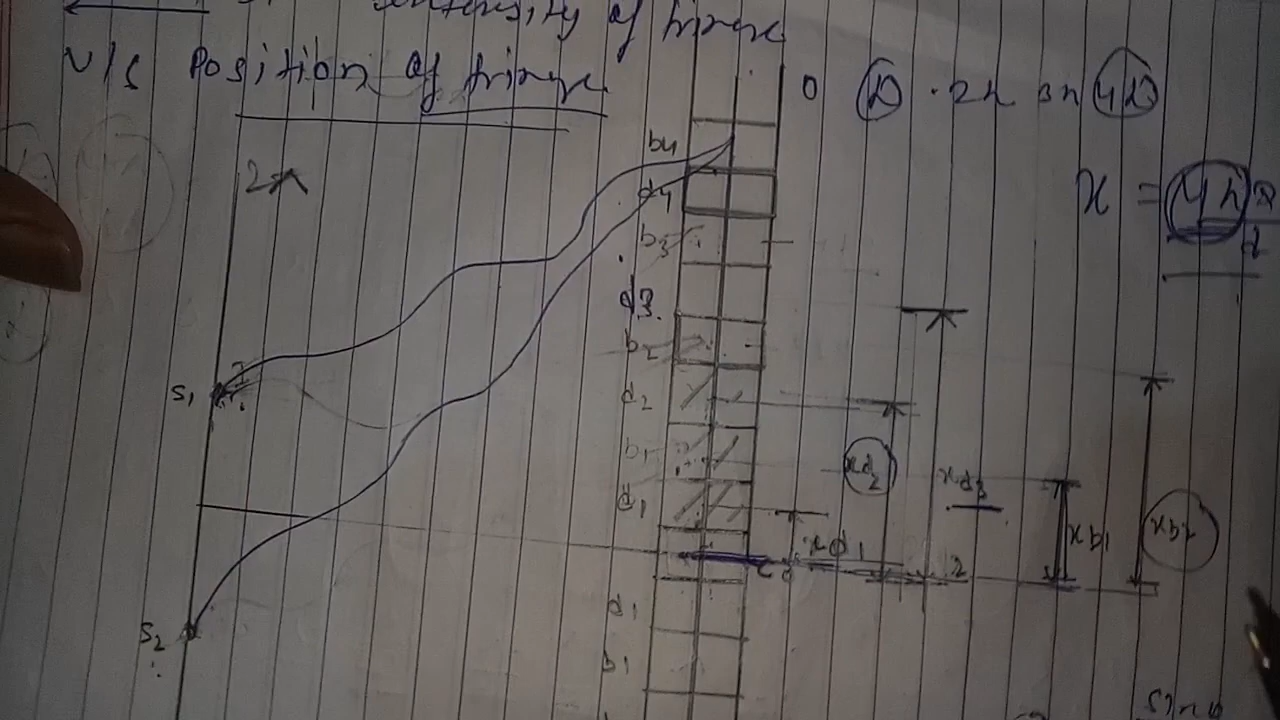 intensity of fringe
V/S Position of fringe
0 λ 2λ 3λ 4λ
x = 4λD
d
2λ
b4
d4
b3
d3
b2
d2
b1
d1
S1
S2
xd1
xd2
xd3
xb1
xb2
d1
b1